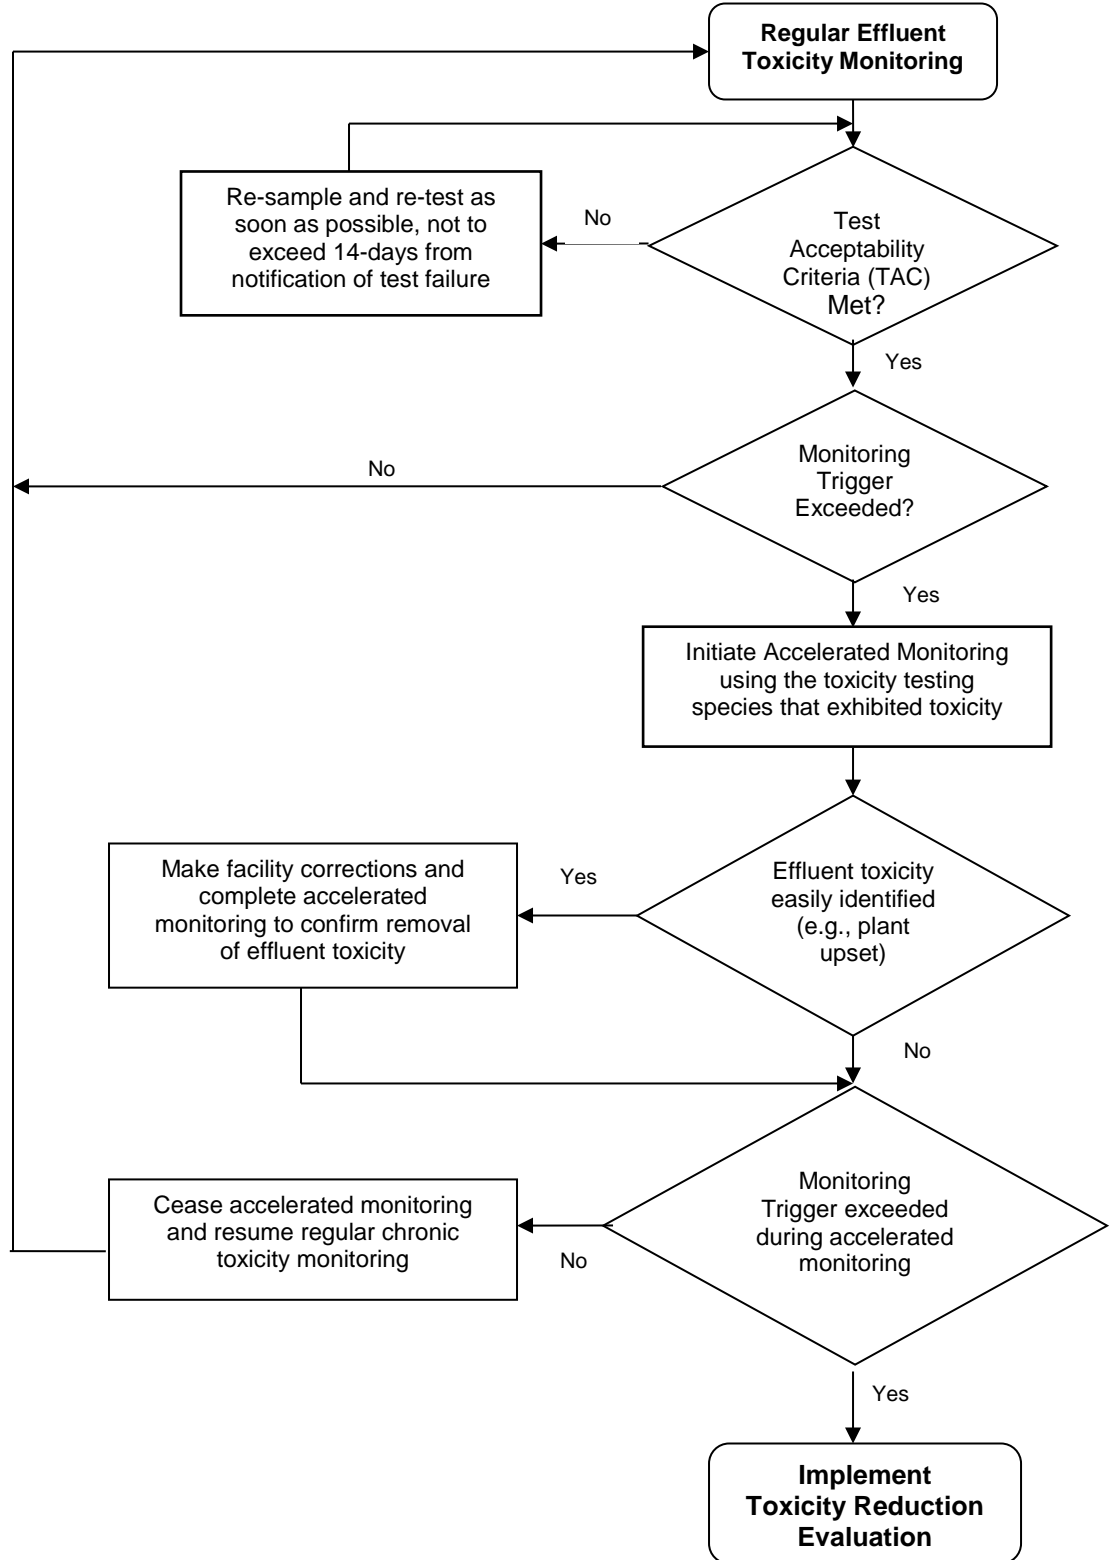 Regular Effluent
Toxicity Monitoring
Re-sample and re-test as
soon as possible, not to
exceed 14-days from
notification of test failure
No
Test
Acceptability
Criteria (TAC)
Met?
Yes
Monitoring
Trigger
Exceeded?
No
Yes
Initiate Accelerated Monitoring
using the toxicity testing
species that exhibited toxicity
Make facility corrections and
complete accelerated
monitoring to confirm removal
of effluent toxicity
Yes
Effluent toxicity
easily identified
(e.g., plant
upset)
No
Cease accelerated monitoring
and resume regular chronic
toxicity monitoring
No
Monitoring
Trigger exceeded
during accelerated
monitoring
Yes
Implement
Toxicity Reduction
Evaluation